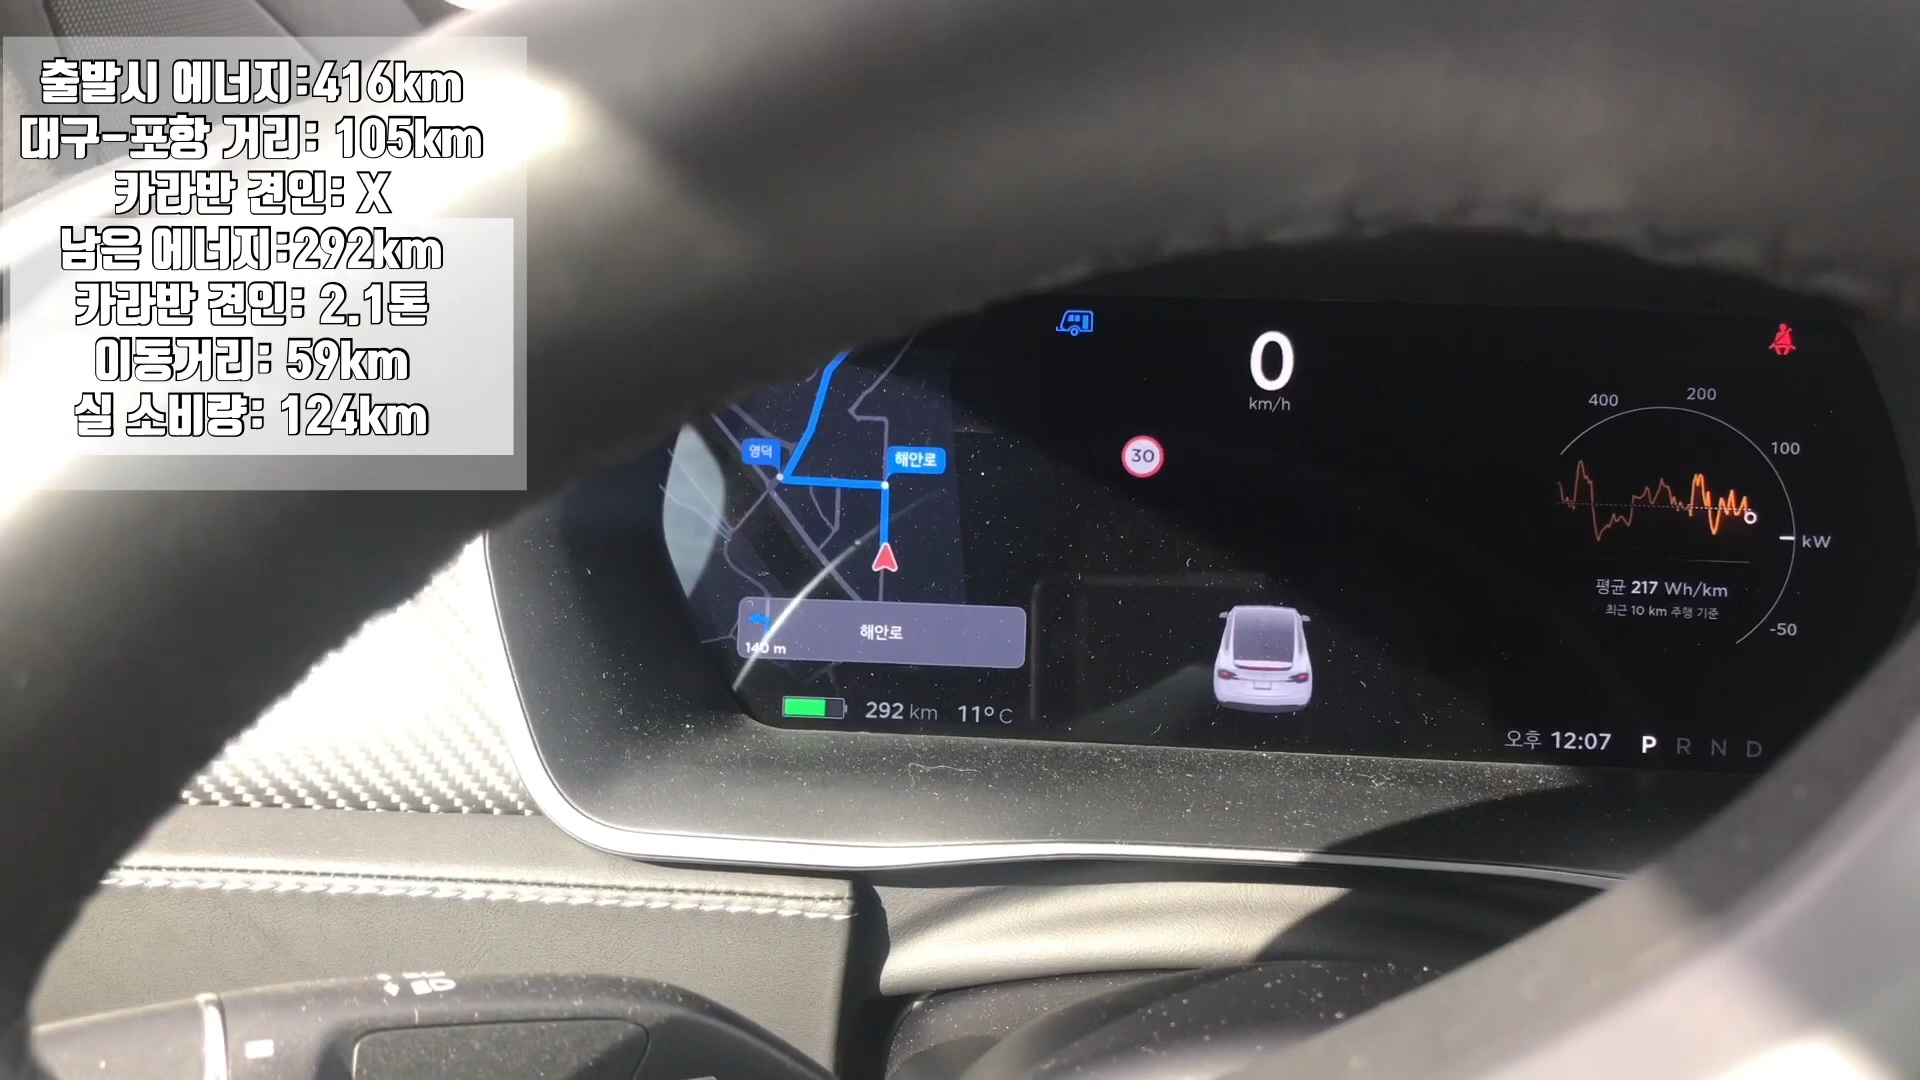 출발시 에너지:416km
대구-포항 거리: 105km
카라반 견인: X
남은 에너지:292km
카라반 견인: 2.1톤
이동거리: 59km
실 소비량: 124km
0
km/h
30
영덕
해안로
해안로
140 m
292 km 11°C
400
200
100
kW
-50
평균 217 Wh/km
최근 10 km 주행 기준
오후 12:07 P R N D